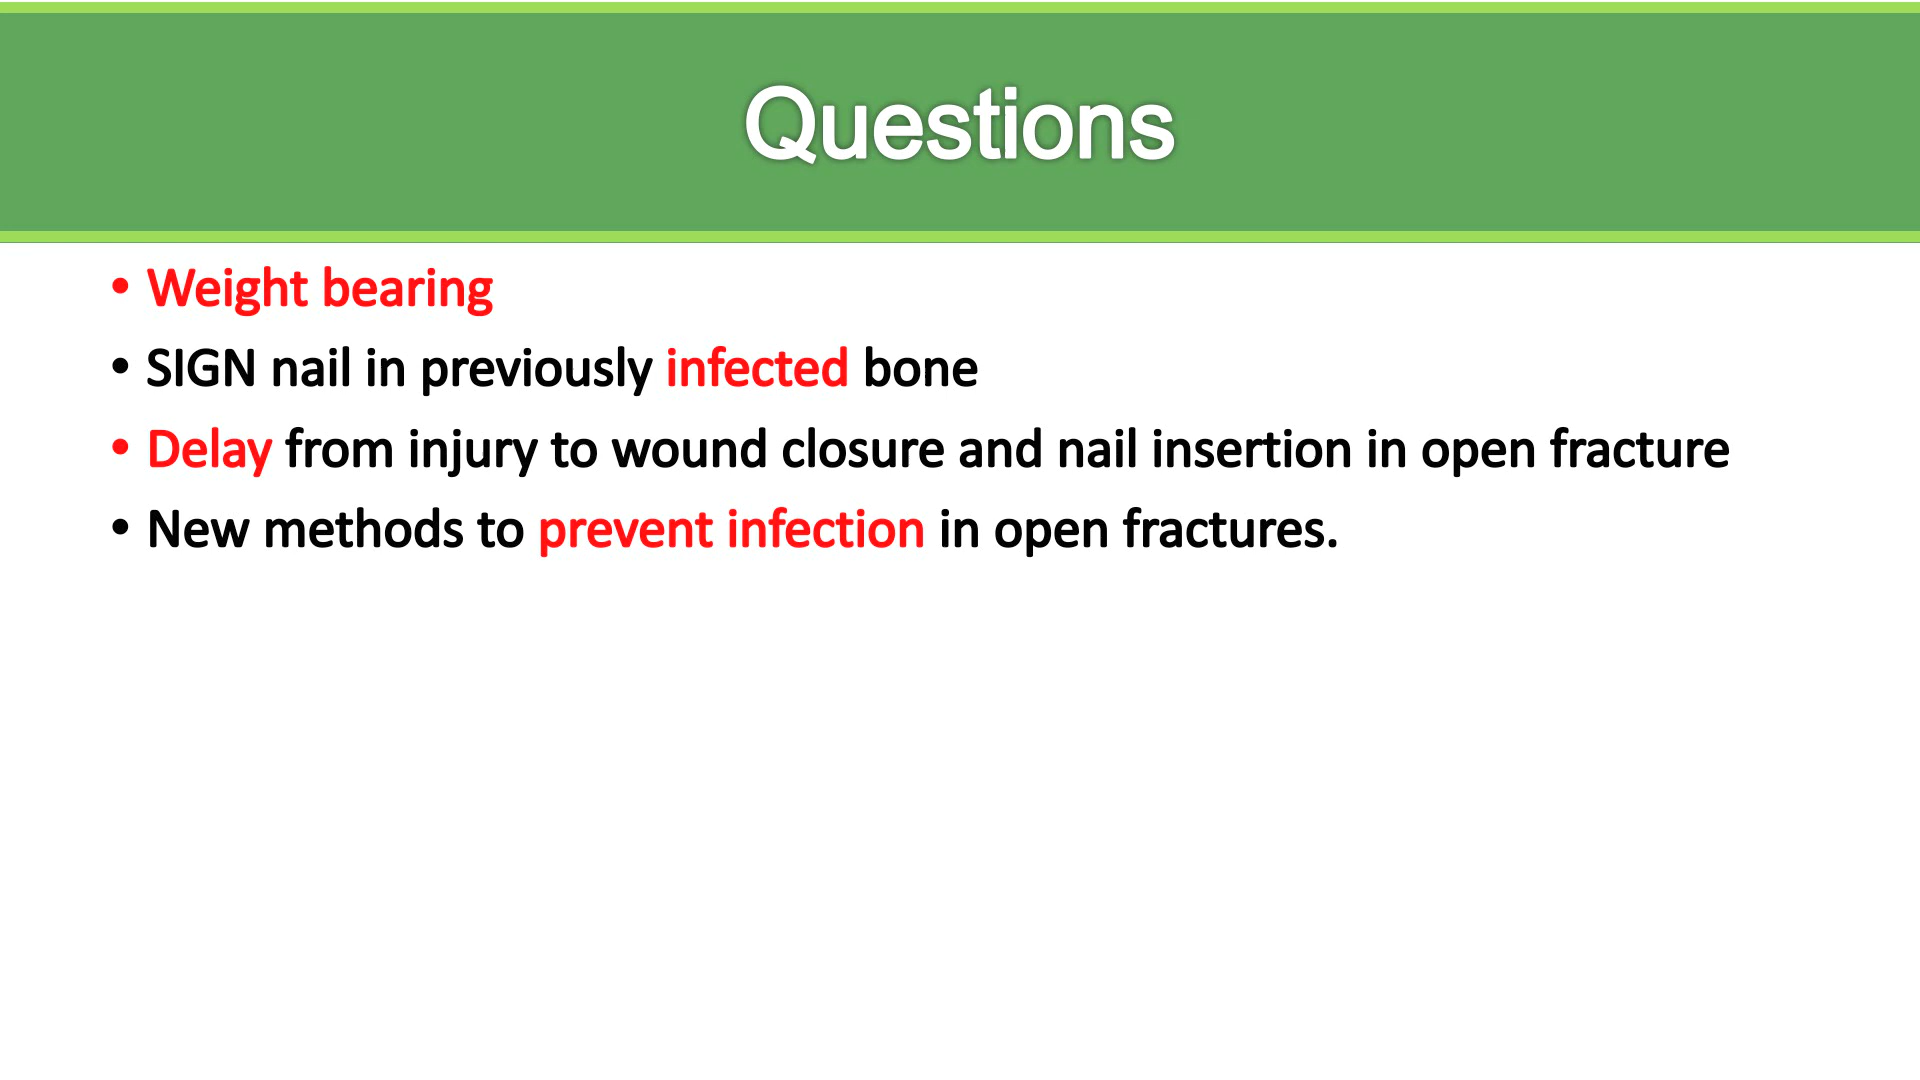 Questions
• Weight bearing
• SIGN nail in previously infected bone
• Delay from injury to wound closure and nail insertion in open fracture
• New methods to prevent infection in open fractures.